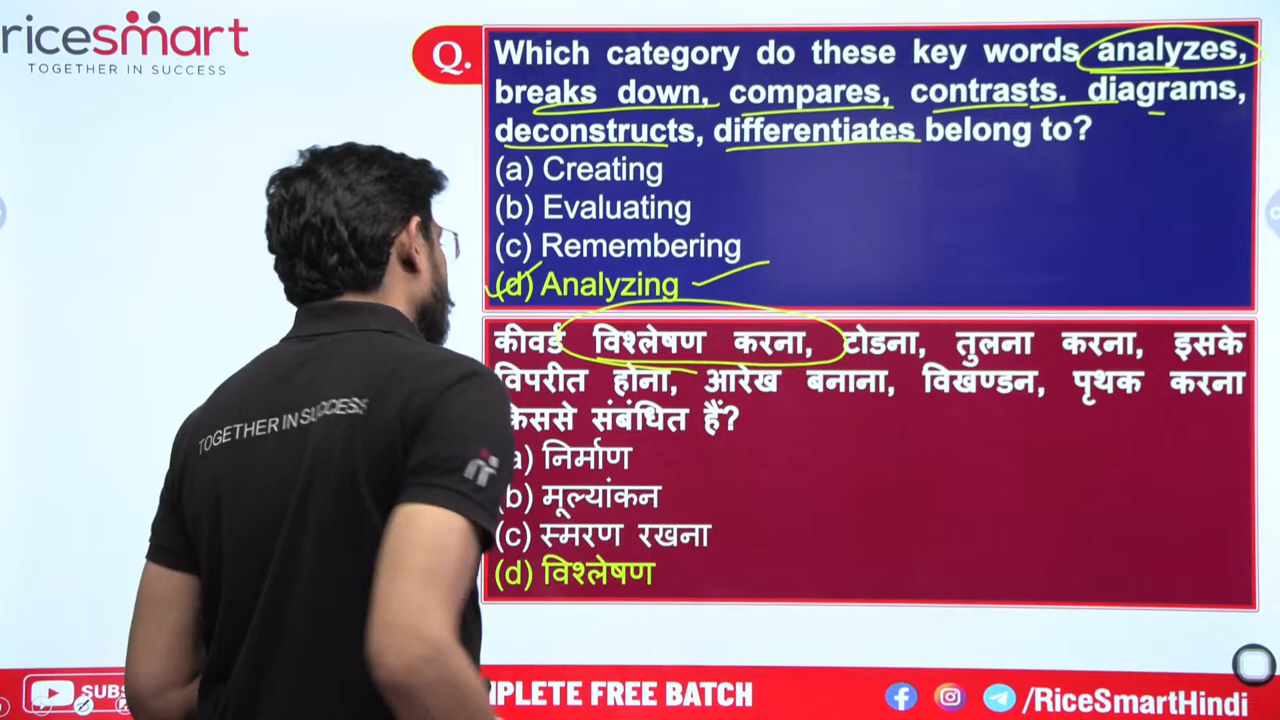 ricesmart
TOGETHER IN SUCCESS
Q.
Which category do these key words analyzes,
breaks down, compares, contrasts. diagrams,
deconstructs, differentiates belong to?
(a) Creating
(b) Evaluating
(c) Remembering
(d) Analyzing
कीवर्ड विश्लेषण करना, टोडना, तुलना करना, इसके
विपरीत होना, आरेख बनाना, विखण्डन, पृथक करना
किससे संबंधित हैं?
a) निर्माण
(b) मूल्यांकन
(c) स्मरण रखना
(d) विश्लेषण
TOGETHER IN SUCCESS
FREE BATCH
/RiceSmartHindi